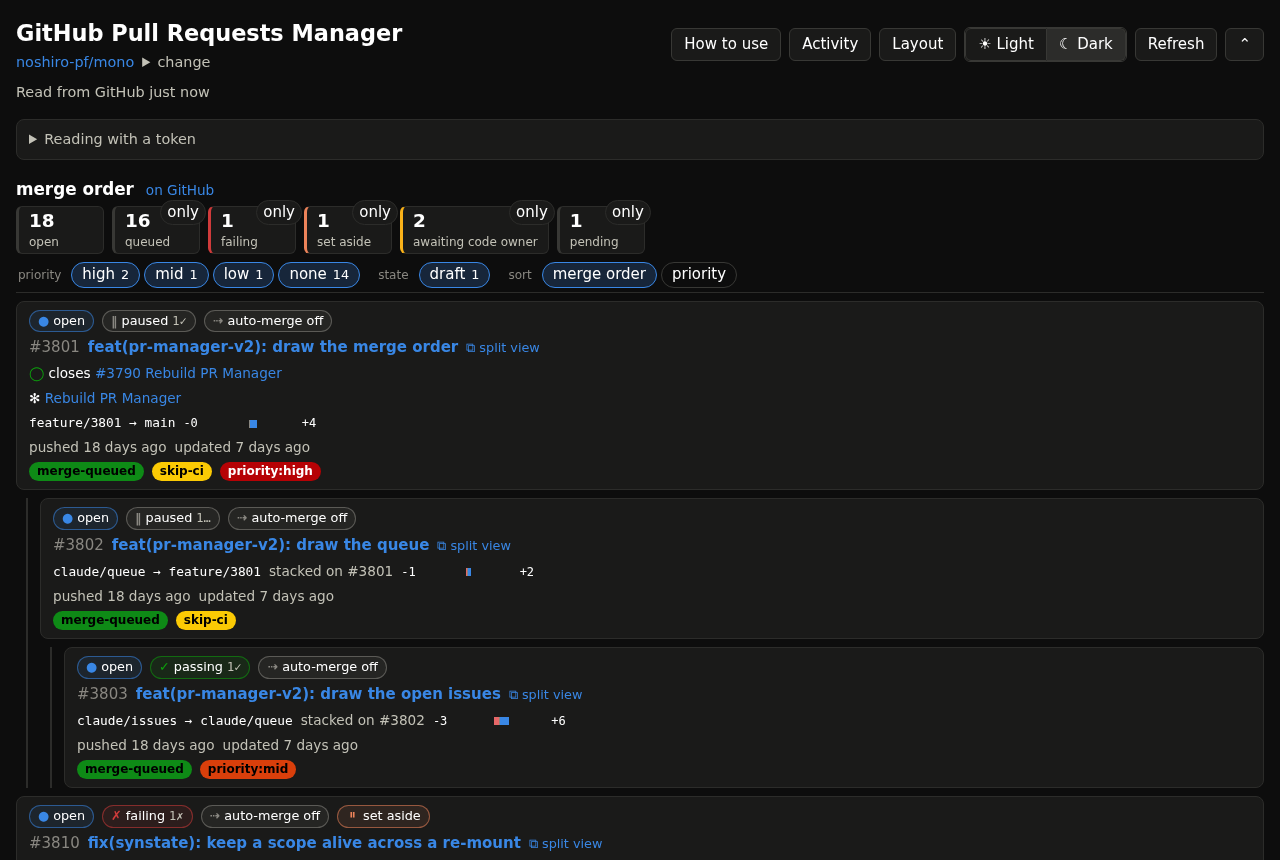 GitHub Pull Requests Manager
How to use Activity Layout ☀ Light ☾ Dark Refresh ⌃
noshiro-pf/mono ▶ change
Read from GitHub just now
▶ Reading with a token
merge order on GitHub
18 open
16 queued only
1 failing only
1 set aside only
2 awaiting code owner only
1 pending only
priority high 2 mid 1 low 1 none 14 state draft 1 sort merge order priority
● open ‖ paused 1✓ ⇢ auto-merge off
#3801 feat(pr-manager-v2): draw the merge order ⧉ split view
◯ closes #3790 Rebuild PR Manager
✻ Rebuild PR Manager
feature/3801 → main -0 +4
pushed 18 days ago updated 7 days ago
merge-queued skip-ci priority:high
● open ‖ paused 1… ⇢ auto-merge off
#3802 feat(pr-manager-v2): draw the queue ⧉ split view
claude/queue → feature/3801 stacked on #3801 -1 +2
pushed 18 days ago updated 7 days ago
merge-queued skip-ci
● open ✓ passing 1✓ ⇢ auto-merge off
#3803 feat(pr-manager-v2): draw the open issues ⧉ split view
claude/issues → claude/queue stacked on #3802 -3 +6
pushed 18 days ago updated 7 days ago
merge-queued priority:mid
● open ✗ failing 1✗ ⇢ auto-merge off ⏸ set aside
#3810 fix(synstate): keep a scope alive across a re-mount ⧉ split view